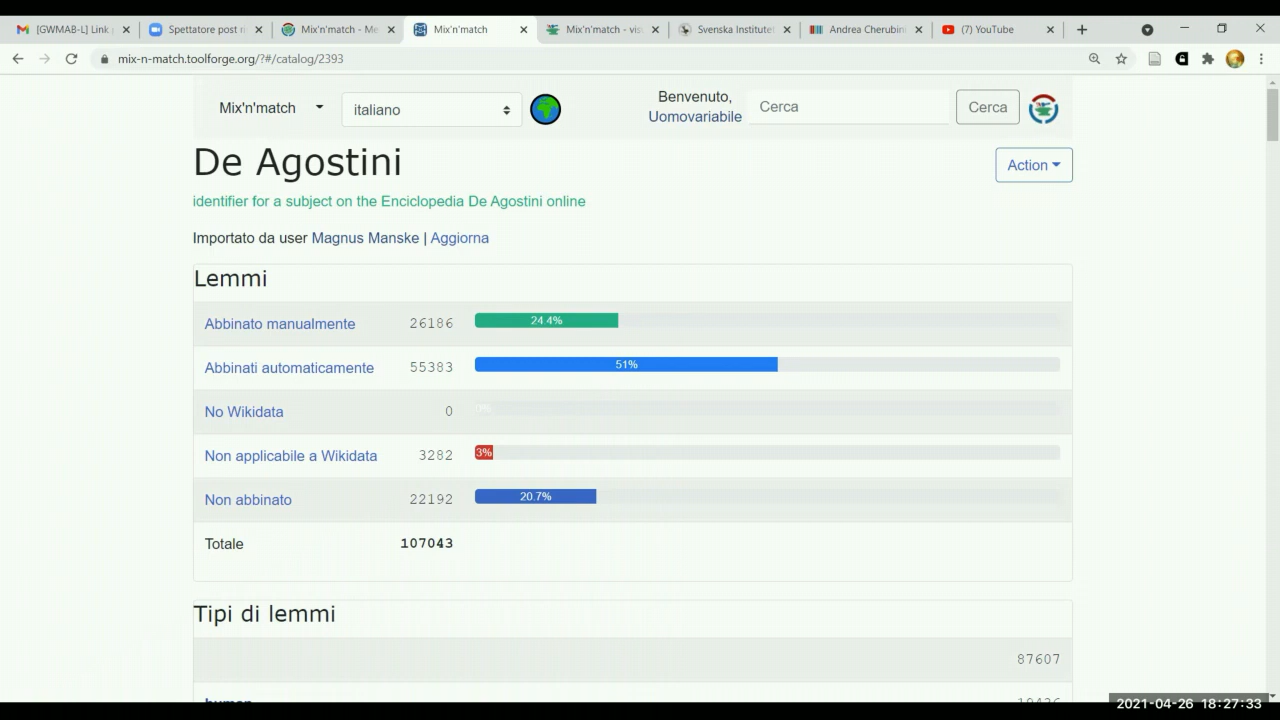 [GWMAB-L] Link
Spettatore post
Mix'n'match - Me
Mix'n'match
Mix'n'match - vis
Svenska Institutet
Andrea Cherubini
(7) YouTube
mix-n-match.toolforge.org/?#/catalog/2393
Mix'n'match
italiano
Benvenuto,
Uomovariabile
Cerca
Cerca
De Agostini
Action
identifier for a subject on the Enciclopedia De Agostini online
Importato da user Magnus Manske | Aggiorna
Lemmi
Abbinato manualmente 26186 24.4%
Abbinati automaticamente 55383 51%
No Wikidata 0 0%
Non applicabile a Wikidata 3282 3%
Non abbinato 22192 20.7%
Totale 107043
Tipi di lemmi
87607
2021-04-26 18:27:33